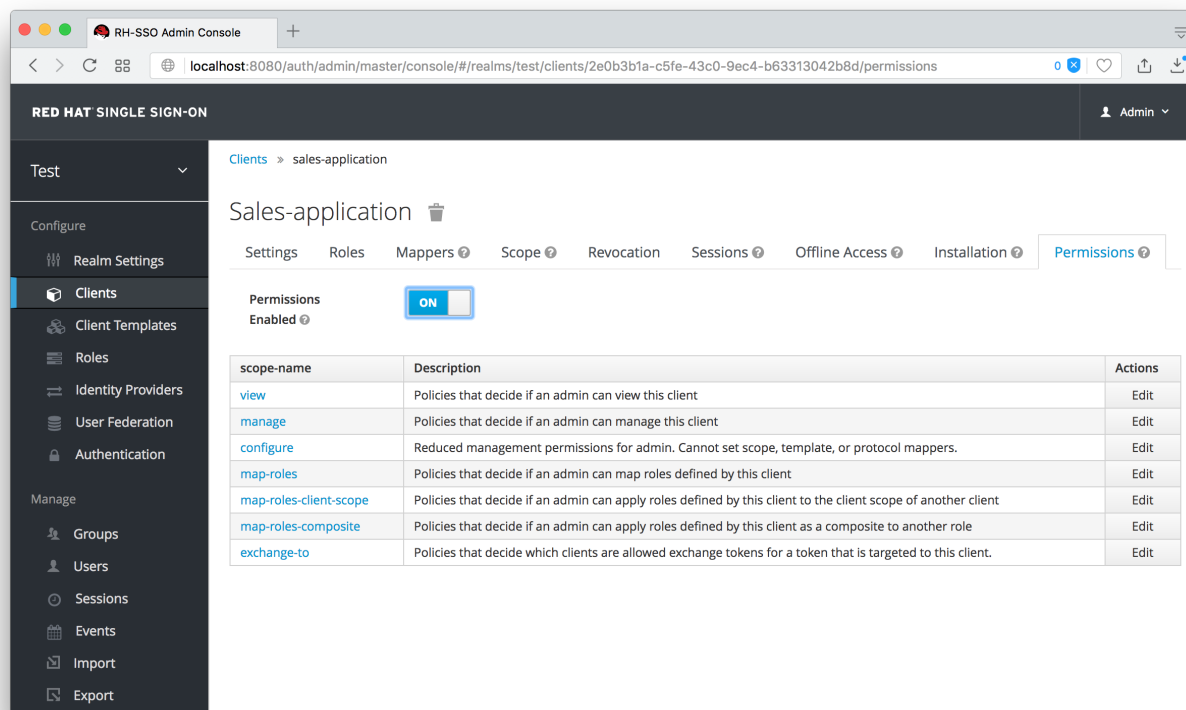 RH-SSO Admin Console
localhost:8080/auth/admin/master/console/#/realms/test/clients/2e0b3b1a-c5fe-43c0-9ec4-b63313042b8d/permissions 0
RED HAT® SINGLE SIGN-ON
Admin
Test
Configure
Realm Settings
Clients
Client Templates
Roles
Identity Providers
User Federation
Authentication
Manage
Groups
Users
Sessions
Events
Import
Export
Clients » sales-application
Sales-application
Settings Roles Mappers Scope Revocation Sessions Offline Access Installation Permissions
Permissions
Enabled
ON
scope-name Description Actions
view Policies that decide if an admin can view this client Edit
manage Policies that decide if an admin can manage this client Edit
configure Reduced management permissions for admin. Cannot set scope, template, or protocol mappers. Edit
map-roles Policies that decide if an admin can map roles defined by this client Edit
map-roles-client-scope Policies that decide if an admin can apply roles defined by this client to the client scope of another client Edit
map-roles-composite Policies that decide if an admin can apply roles defined by this client as a composite to another role Edit
exchange-to Policies that decide which clients are allowed exchange tokens for a token that is targeted to this client. Edit